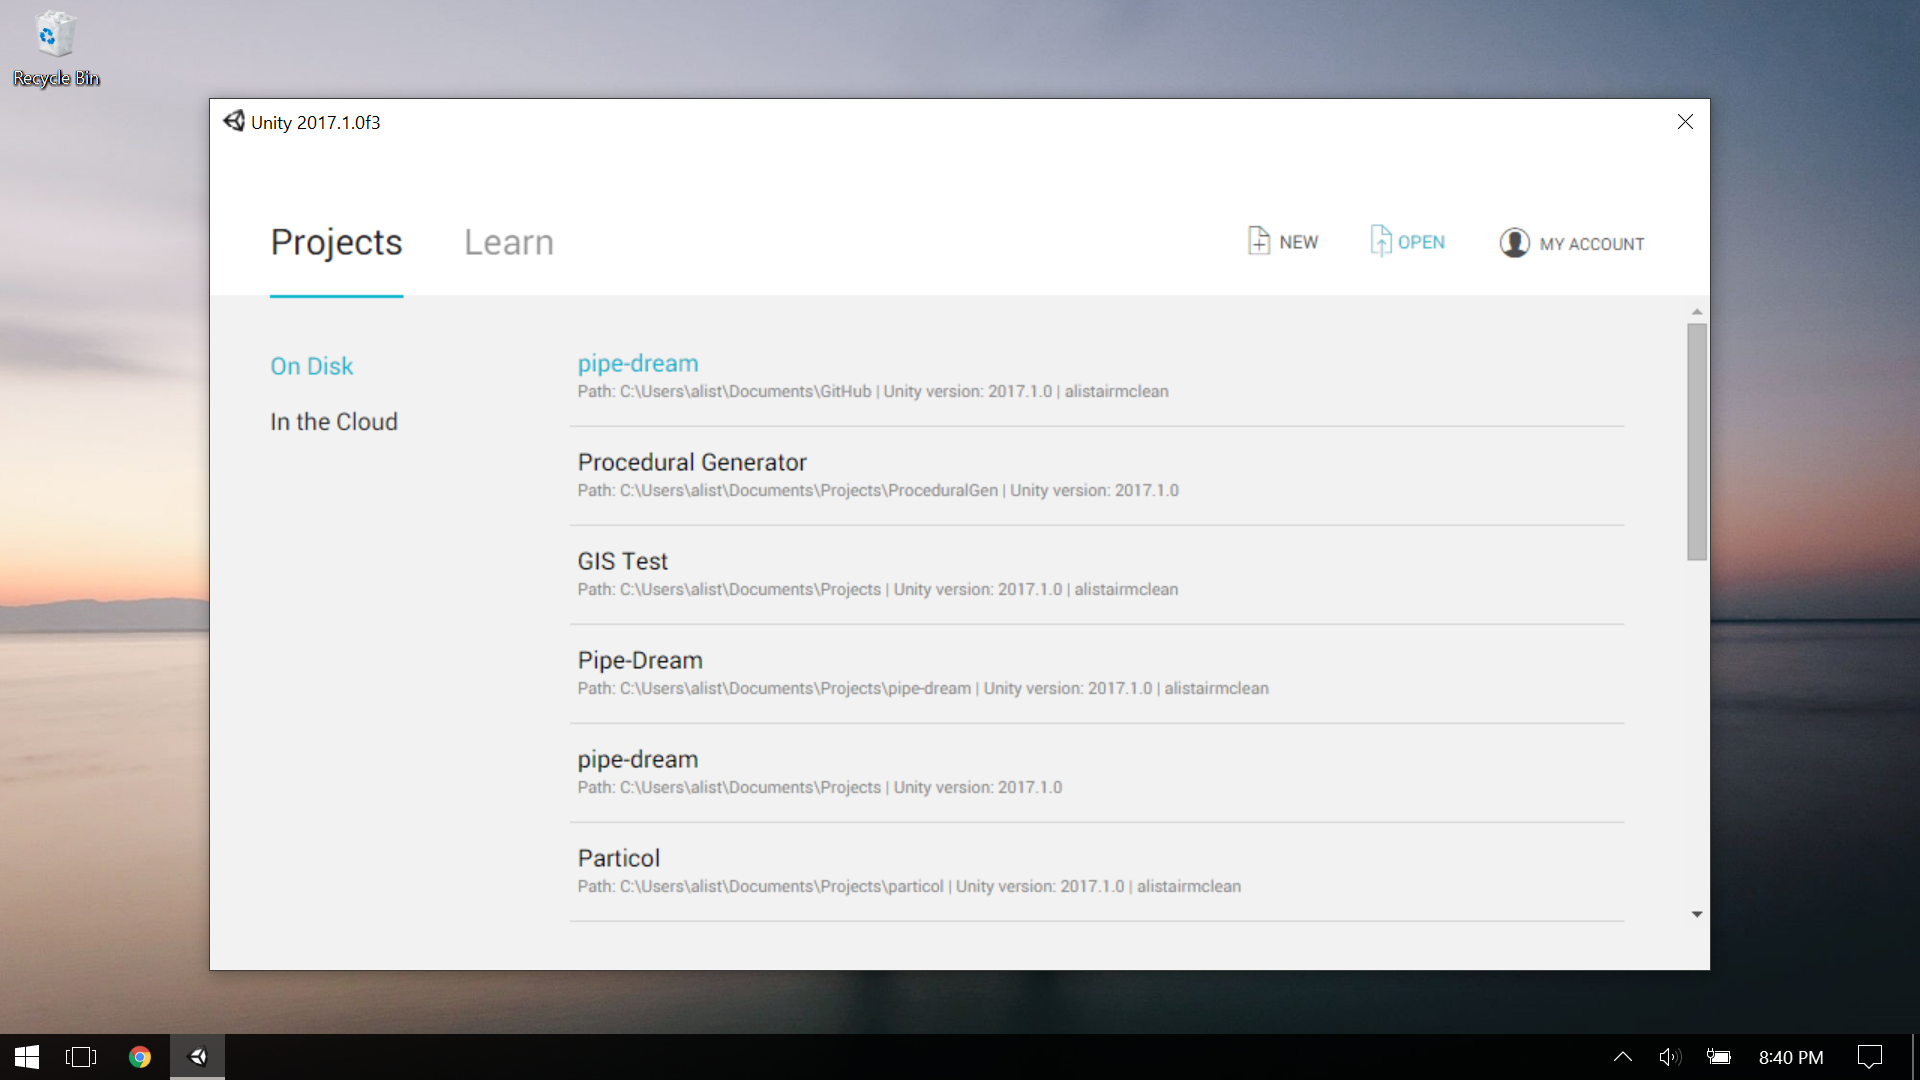 Recycle Bin
Unity 2017.1.0f3
Projects
Learn
NEW
OPEN
MY ACCOUNT
On Disk
In the Cloud
pipe-dream
Path: C:\Users\alist\Documents\GitHub | Unity version: 2017.1.0 | alistairmclean
Procedural Generator
Path: C:\Users\alist\Documents\Projects\ProceduralGen | Unity version: 2017.1.0
GIS Test
Path: C:\Users\alist\Documents\Projects | Unity version: 2017.1.0 | alistairmclean
Pipe-Dream
Path: C:\Users\alist\Documents\Projects\pipe-dream | Unity version: 2017.1.0 | alistairmclean
pipe-dream
Path: C:\Users\alist\Documents\Projects | Unity version: 2017.1.0
Particol
Path: C:\Users\alist\Documents\Projects\particol | Unity version: 2017.1.0 | alistairmclean
8:40 PM